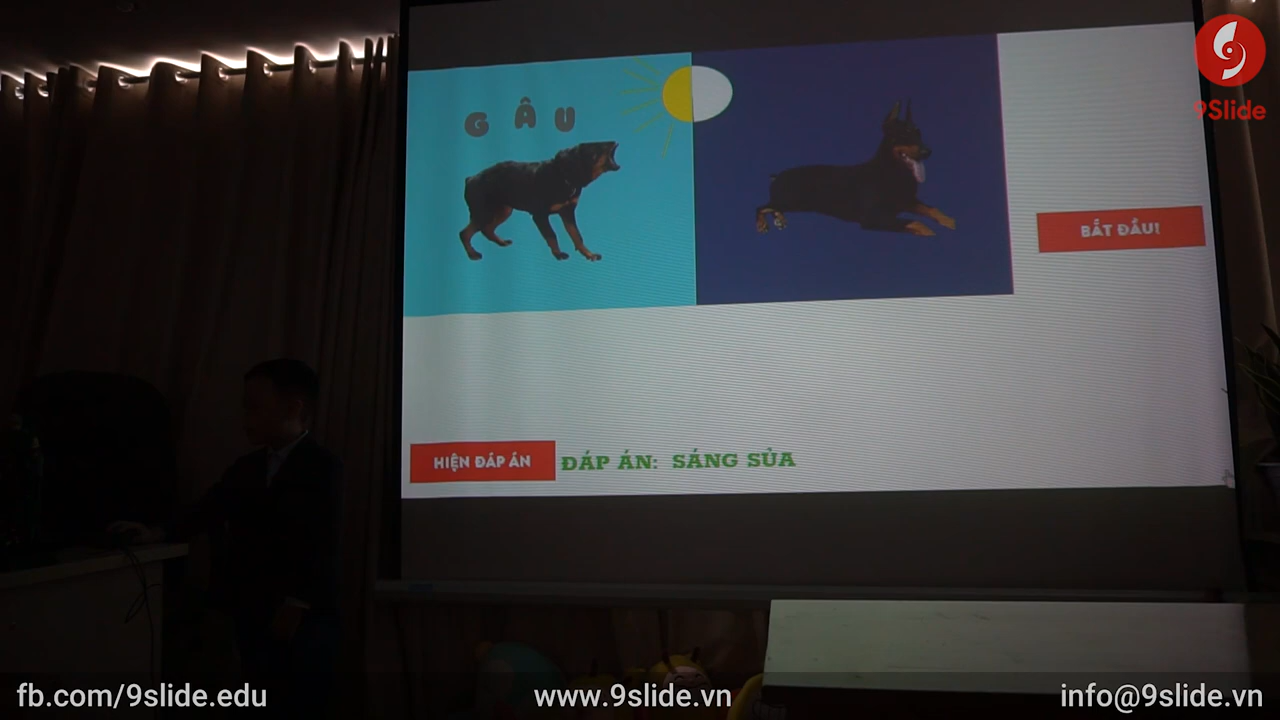 9Slide
GÂU
BẮT ĐẦU!
HIỆN ĐÁP ÁN
ĐÁP ÁN: SÁNG SỦA
fb.com/9slide.edu
www.9slide.vn
info@9slide.vn